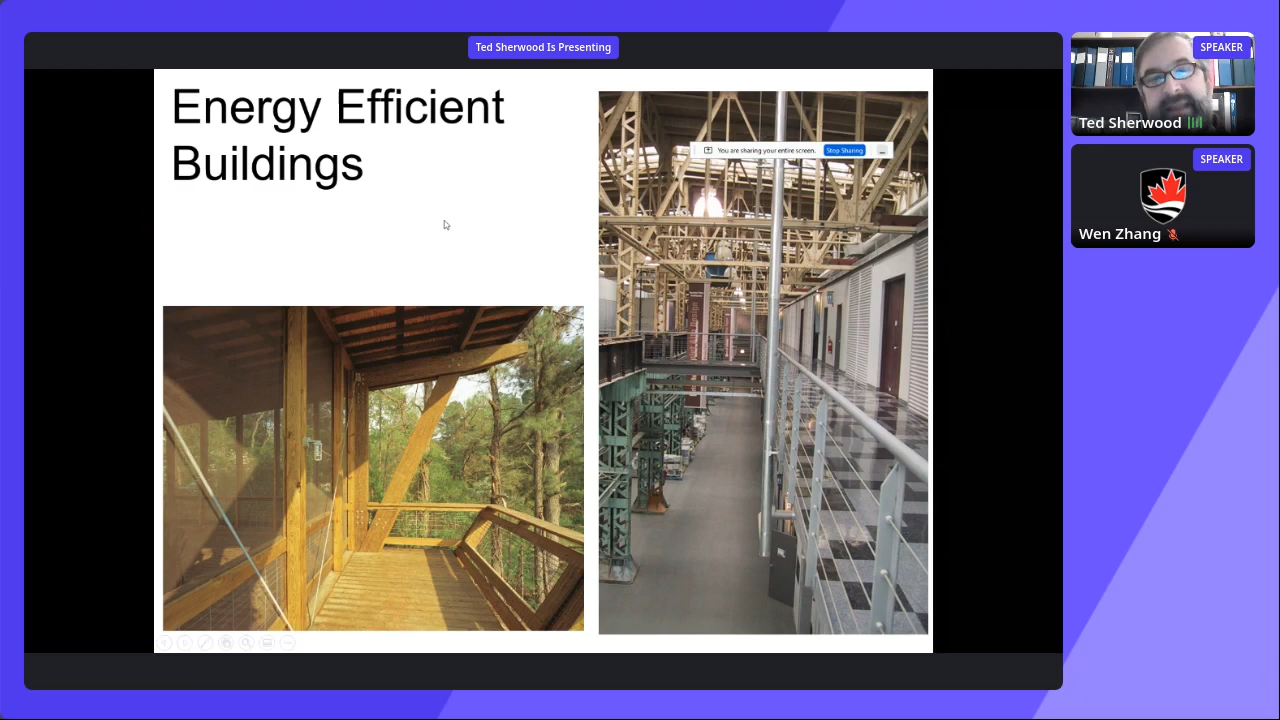 Ted Sherwood Is Presenting
Energy Efficient
Buildings
You are sharing your entire screen.
Stop Sharing
SPEAKER
Ted Sherwood
SPEAKER
Wen Zhang